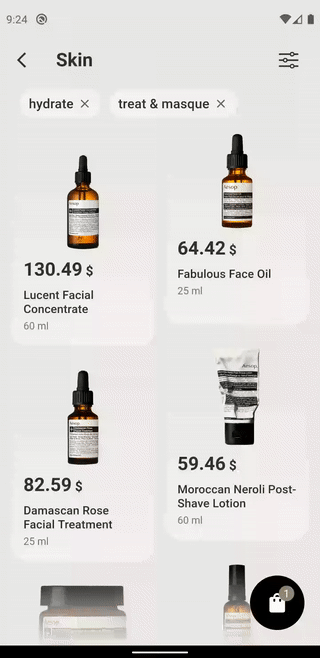 9:24
Skin
hydrate ×
treat & masque ×
130.49 $
Lucent Facial
Concentrate
60 ml
Aesop
64.42 $
Fabulous Face Oil
25 ml
82.59 $
Damascan Rose
Facial Treatment
25 ml
59.46 $
Moroccan Neroli Post-
Shave Lotion
60 ml
1